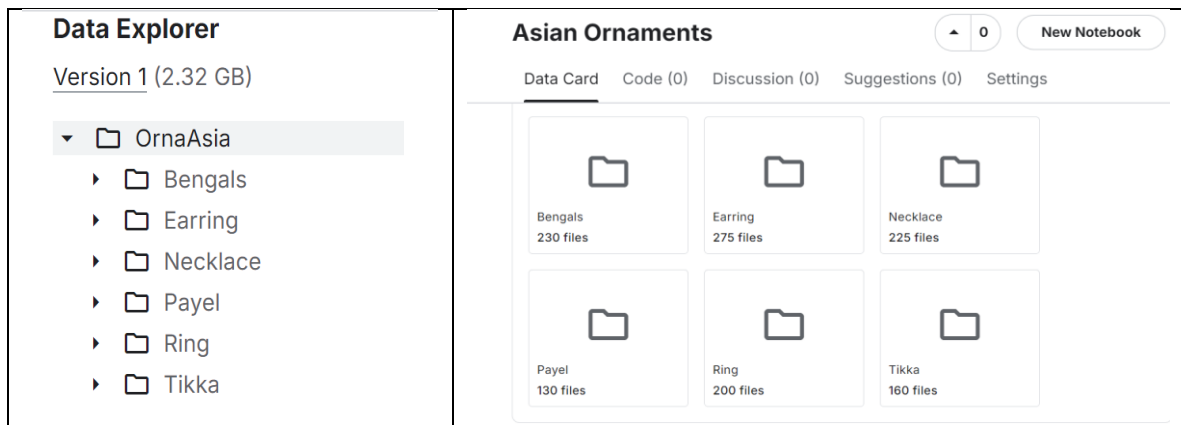 Data Explorer
Version 1 (2.32 GB)
OrnaAsia
Bengals
Earring
Necklace
Payel
Ring
Tikka
Asian Ornaments
0
New Notebook
Data Card Code (0) Discussion (0) Suggestions (0) Settings
Bengals
230 files
Earring
275 files
Necklace
225 files
Payel
130 files
Ring
200 files
Tikka
160 files